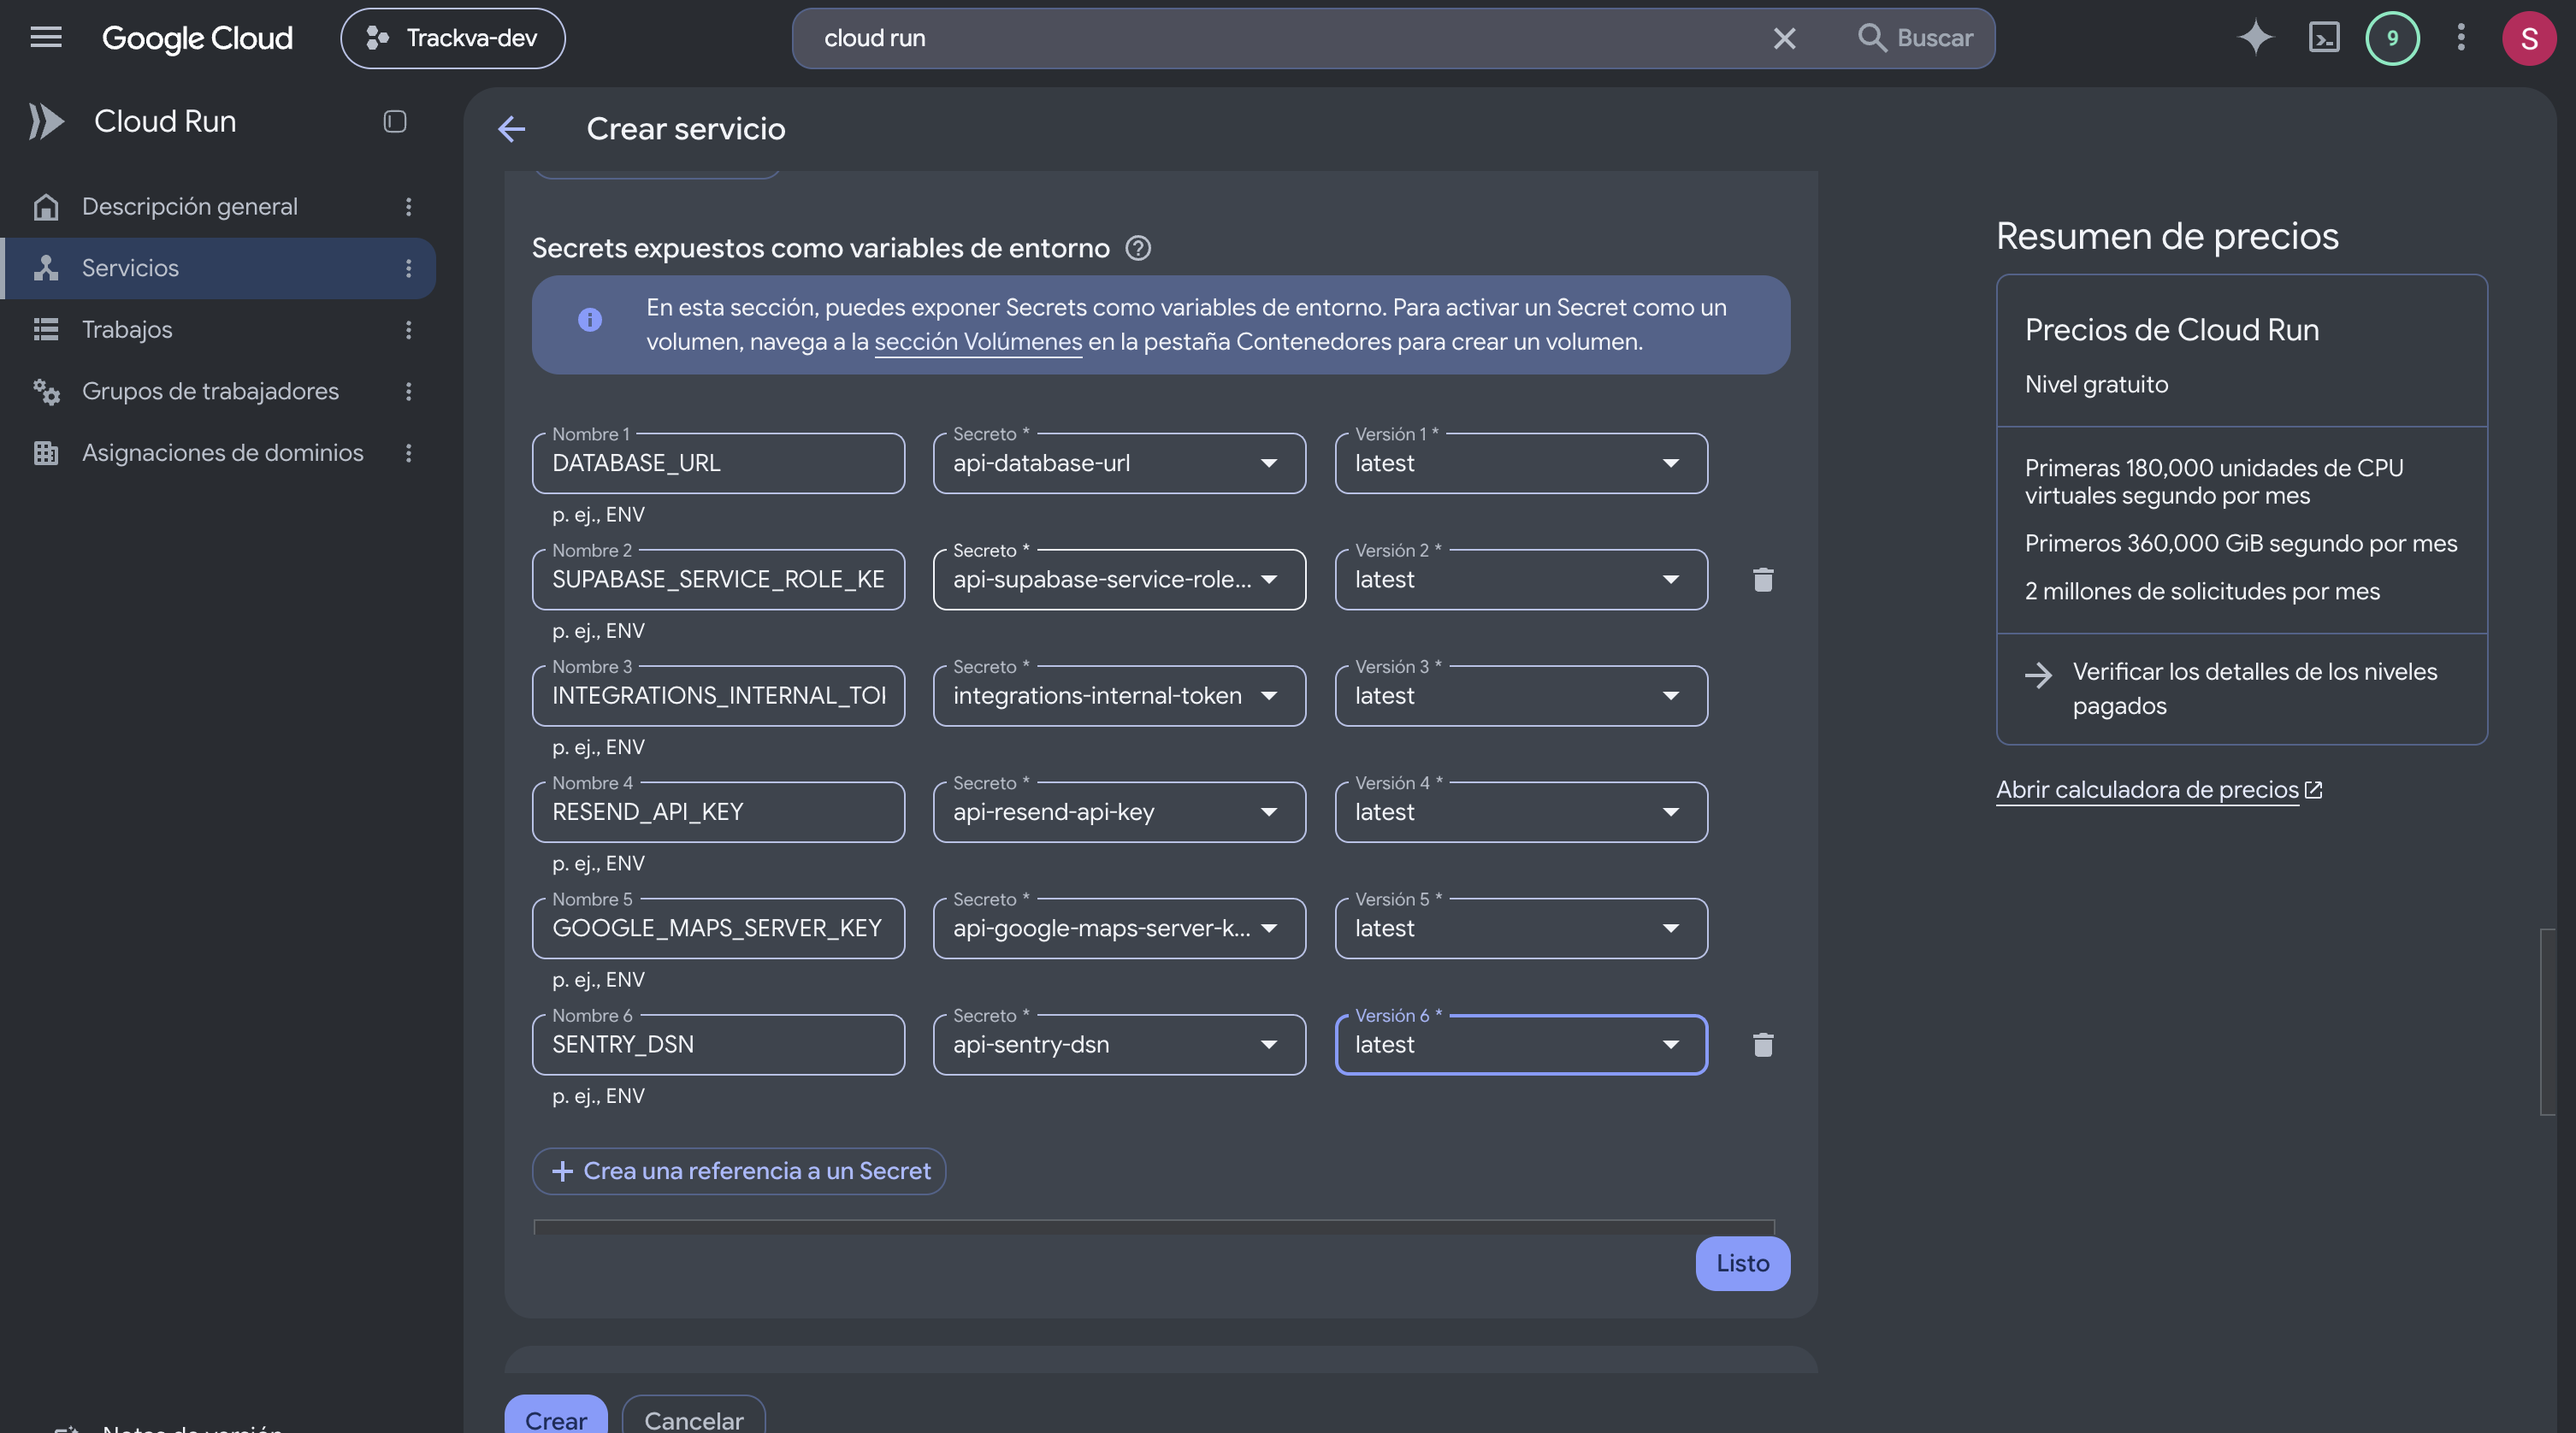 Google Cloud
Trackva-dev
cloud run
Buscar
9
S
Cloud Run
Descripción general
Servicios
Trabajos
Grupos de trabajadores
Asignaciones de dominios
Crear servicio
Secrets expuestos como variables de entorno
En esta sección, puedes exponer Secrets como variables de entorno. Para activar un Secret como un
volumen, navega a la sección Volúmenes en la pestaña Contenedores para crear un volumen.
Nombre 1 Secreto * Versión 1 *
DATABASE_URL api-database-url latest
p. ej., ENV
Nombre 2 Secreto * Versión 2 *
SUPABASE_SERVICE_ROLE_KE api-supabase-service-role... latest
p. ej., ENV
Nombre 3 Secreto * Versión 3 *
INTEGRATIONS_INTERNAL_TO integrations-internal-token latest
p. ej., ENV
Nombre 4 Secreto * Versión 4 *
RESEND_API_KEY api-resend-api-key latest
p. ej., ENV
Nombre 5 Secreto * Versión 5 *
GOOGLE_MAPS_SERVER_KEY api-google-maps-server-k... latest
p. ej., ENV
Nombre 6 Secreto * Versión 6 *
SENTRY_DSN api-sentry-dsn latest
p. ej., ENV
Crea una referencia a un Secret
Listo
Crear Cancelar
Resumen de precios
Precios de Cloud Run
Nivel gratuito
Primeras 180,000 unidades de CPU
virtuales segundo por mes
Primeros 360,000 GiB segundo por mes
2 millones de solicitudes por mes
Verificar los detalles de los niveles
pagados
Abrir calculadora de precios